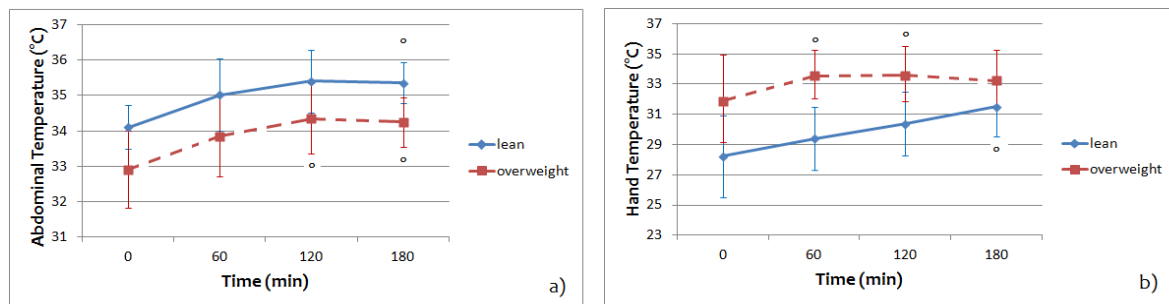 37
36
35
34
33
32
31
Abdominal Temperature (°C)
0 60 120 180
Time (min)
lean
overweight
a)
37
35
33
31
29
27
25
23
Hand Temperature (°C)
0 60 120 180
Time (min)
lean
overweight
b)